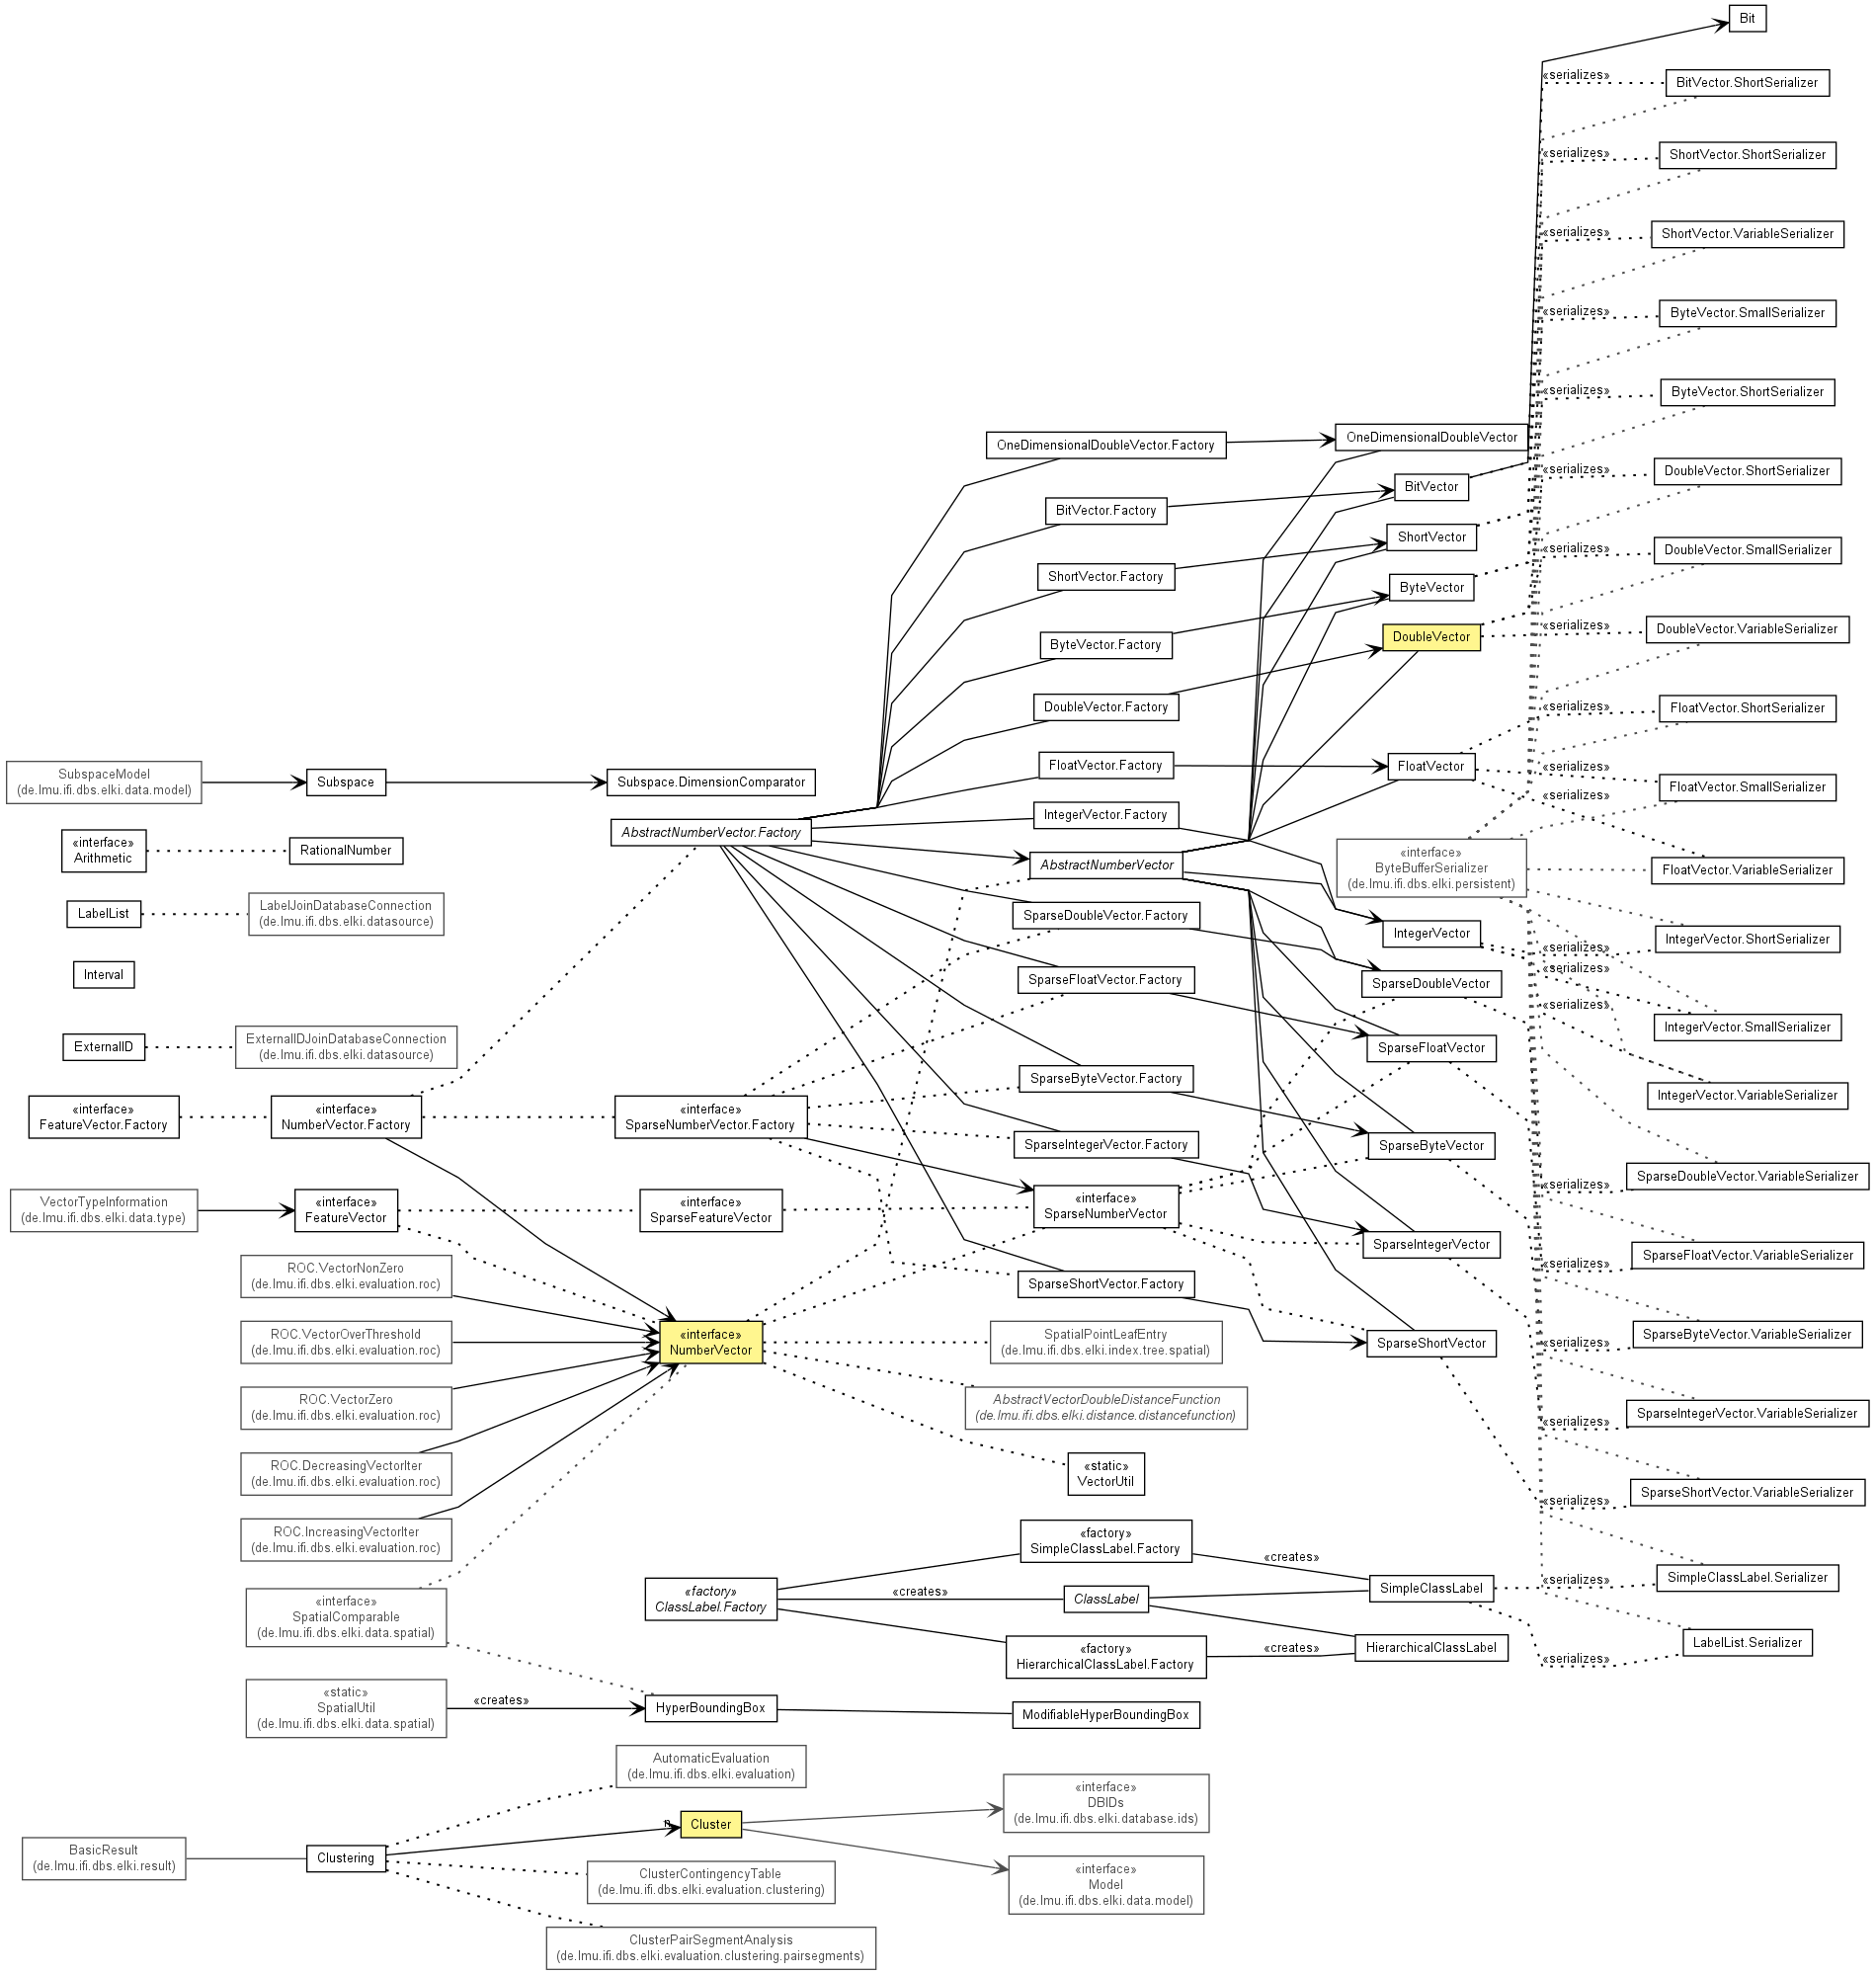 Bit
«serializes»
BitVector.ShortSerializer
«serializes»
ShortVector.ShortSerializer
«serializes»
ShortVector.VariableSerializer
«serializes»
ByteVector.SmallSerializer
«serializes»
ByteVector.ShortSerializer
OneDimensionalDoubleVector.Factory
OneDimensionalDoubleVector
«serializes»
DoubleVector.ShortSerializer
BitVector
BitVector.Factory
ShortVector
«serializes»
DoubleVector.SmallSerializer
ShortVector.Factory
ByteVector
ByteVector.Factory
DoubleVector
«serializes»
DoubleVector.VariableSerializer
DoubleVector.Factory
«serializes»
FloatVector.ShortSerializer
SubspaceModel
(de.lmu.ifi.dbs.elki.data.model)
Subspace
Subspace.DimensionComparator
FloatVector.Factory
FloatVector
«serializes»
FloatVector.SmallSerializer
«serializes»
IntegerVector.Factory
AbstractNumberVector.Factory
«interface»
Arithmetic
RationalNumber
AbstractNumberVector
«interface»
ByteBufferSerializer
(de.lmu.ifi.dbs.elki.persistent)
FloatVector.VariableSerializer
LabelList
LabelJoinDatabaseConnection
(de.lmu.ifi.dbs.elki.datasource)
SparseDoubleVector.Factory
IntegerVector
«serializes»
IntegerVector.ShortSerializer
Interval
SparseFloatVector.Factory
SparseDoubleVector
«serializes»
«serializes»
IntegerVector.SmallSerializer
ExternalID
ExternalIDJoinDatabaseConnection
(de.lmu.ifi.dbs.elki.datasource)
SparseFloatVector
SparseByteVector.Factory
IntegerVector.VariableSerializer
«interface»
FeatureVector.Factory
«interface»
NumberVector.Factory
«interface»
SparseNumberVector.Factory
SparseIntegerVector.Factory
SparseByteVector
«serializes»
SparseDoubleVector.VariableSerializer
VectorTypeInformation
(de.lmu.ifi.dbs.elki.data.type)
«interface»
FeatureVector
«interface»
SparseFeatureVector
«interface»
SparseNumberVector
SparseIntegerVector
«serializes»
SparseFloatVector.VariableSerializer
ROC.VectorNonZero
(de.lmu.ifi.dbs.elki.evaluation.roc)
SparseShortVector.Factory
ROC.VectorOverThreshold
(de.lmu.ifi.dbs.elki.evaluation.roc)
«interface»
NumberVector
SpatialPointLeafEntry
(de.lmu.ifi.dbs.elki.index.tree.spatial)
SparseShortVector
«serializes»
SparseByteVector.VariableSerializer
ROC.VectorZero
(de.lmu.ifi.dbs.elki.evaluation.roc)
AbstractVectorDoubleDistanceFunction
(de.lmu.ifi.dbs.elki.distance.distancefunction)
«serializes»
SparseIntegerVector.VariableSerializer
ROC.DecreasingVectorIter
(de.lmu.ifi.dbs.elki.evaluation.roc)
«static»
VectorUtil
«serializes»
SparseShortVector.VariableSerializer
ROC.IncreasingVectorIter
(de.lmu.ifi.dbs.elki.evaluation.roc)
«factory»
SimpleClassLabel.Factory
«creates»
«interface»
SpatialComparable
(de.lmu.ifi.dbs.elki.data.spatial)
«factory»
ClassLabel.Factory
«creates»
ClassLabel
SimpleClassLabel
«serializes»
SimpleClassLabel.Serializer
«factory»
HierarchicalClassLabel.Factory
«creates»
HierarchicalClassLabel
«serializes»
LabelList.Serializer
«static»
SpatialUtil
(de.lmu.ifi.dbs.elki.data.spatial)
«creates»
HyperBoundingBox
ModifiableHyperBoundingBox
AutomaticEvaluation
(de.lmu.ifi.dbs.elki.evaluation)
n
Cluster
«interface»
DBIDs
(de.lmu.ifi.dbs.elki.database.ids)
BasicResult
(de.lmu.ifi.dbs.elki.result)
Clustering
ClusterContingencyTable
(de.lmu.ifi.dbs.elki.evaluation.clustering)
«interface»
Model
(de.lmu.ifi.dbs.elki.data.model)
ClusterPairSegmentAnalysis
(de.lmu.ifi.dbs.elki.evaluation.clustering.pairsegments)